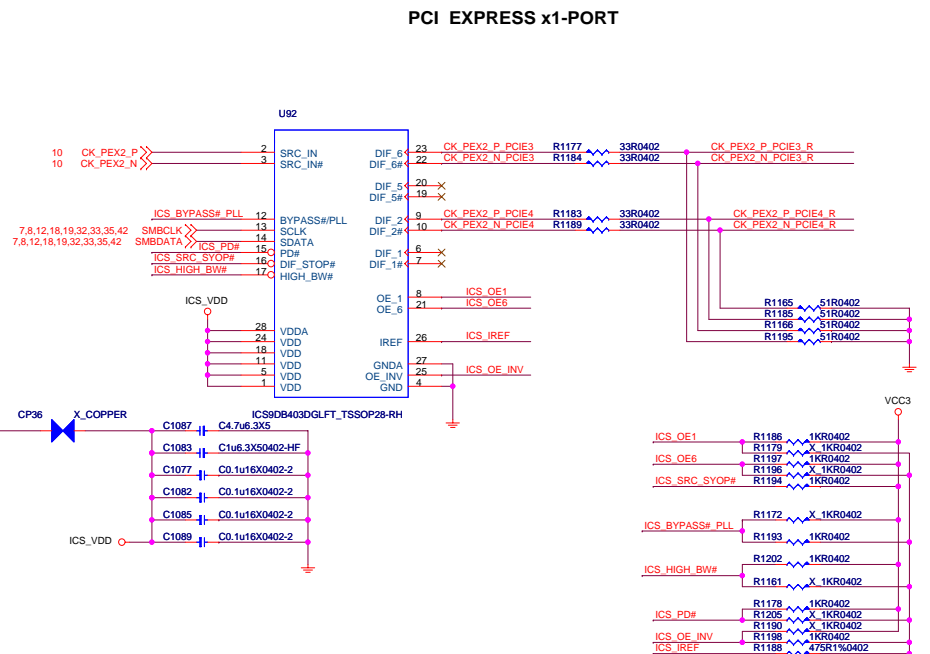 PCI EXPRESS x1-PORT
U92
10 CK_PEX2_P 2 SRC_IN DIF_6 23 CK_PEX2_P_PCIE3 R1177 33R0402 CK_PEX2_P_PCIE3_R
10 CK_PEX2_N 3 SRC_IN# DIF_6# 22 CK_PEX2_N_PCIE3 R1184 33R0402 CK_PEX2_N_PCIE3_R
DIF_5 20
DIF_5# 19
ICS_BYPASS#_PLL 12 BYPASS#/PLL DIF_2 9 CK_PEX2_P_PCIE4 R1183 33R0402 CK_PEX2_P_PCIE4_R
7,8,12,18,19,32,33,35,42 SMBCLK 13 SCLK DIF_2# 10 CK_PEX2_N_PCIE4 R1189 33R0402 CK_PEX2_N_PCIE4_R
7,8,12,18,19,32,33,35,42 SMBDATA 14 SDATA
ICS_PD# 15 PD# DIF_1 6
ICS_SRC_SYOP# 16 DIF_STOP# DIF_1# 7
ICS_HIGH_BW# 17 HIGH_BW#
OE_1 8 ICS_OE1
OE_6 21 ICS_OE6
ICS_VDD
R1165 51R0402
R1185 51R0402
R1166 51R0402
R1195 51R0402
28 VDDA
24 VDD IREF 26 ICS_IREF
18 VDD
11 VDD GNDA 27
5 VDD OE_INV 25 ICS_OE_INV
1 VDD GND 4
ICS9DB403DGLFT_TSSOP28-RH
CP36 X_COPPER
C1087 C4.7u6.3X5
C1083 C1u6.3X50402-HF
C1077 C0.1u16X0402-2
C1082 C0.1u16X0402-2
C1085 C0.1u16X0402-2
ICS_VDD C1089 C0.1u16X0402-2
VCC3
ICS_OE1 R1186 1KR0402
R1179 X_1KR0402
ICS_OE6 R1197 1KR0402
R1196 X_1KR0402
ICS_SRC_SYOP# R1194 1KR0402
R1172 X_1KR0402
ICS_BYPASS#_PLL
R1193 1KR0402
R1202 1KR0402
ICS_HIGH_BW#
R1161 X_1KR0402
R1178 1KR0402
ICS_PD# R1205 X_1KR0402
R1190 X_1KR0402
ICS_OE_INV R1198 1KR0402
ICS_IREF R1188 475R1%0402